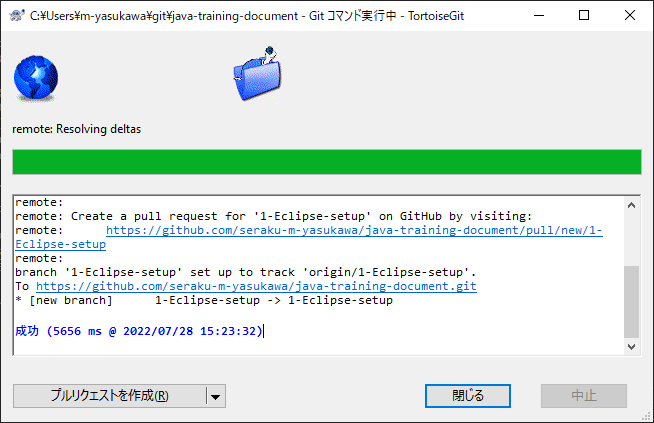 C:¥Users¥m-yasukawa¥git¥java-training-document - Git コマンド実行中 - TortoiseGit
remote: Resolving deltas
remote:
remote: Create a pull request for '1-Eclipse-setup' on GitHub by visiting:
remote:      https://github.com/seraku-m-yasukawa/java-training-document/pull/new/1-
Eclipse-setup
remote:
branch '1-Eclipse-setup' set up to track 'origin/1-Eclipse-setup'.
To https://github.com/seraku-m-yasukawa/java-training-document.git
* [new branch]      1-Eclipse-setup -> 1-Eclipse-setup
成功 (5656 ms @ 2022/07/28 15:23:32)
プルリクエストを作成(R)
閉じる
中止